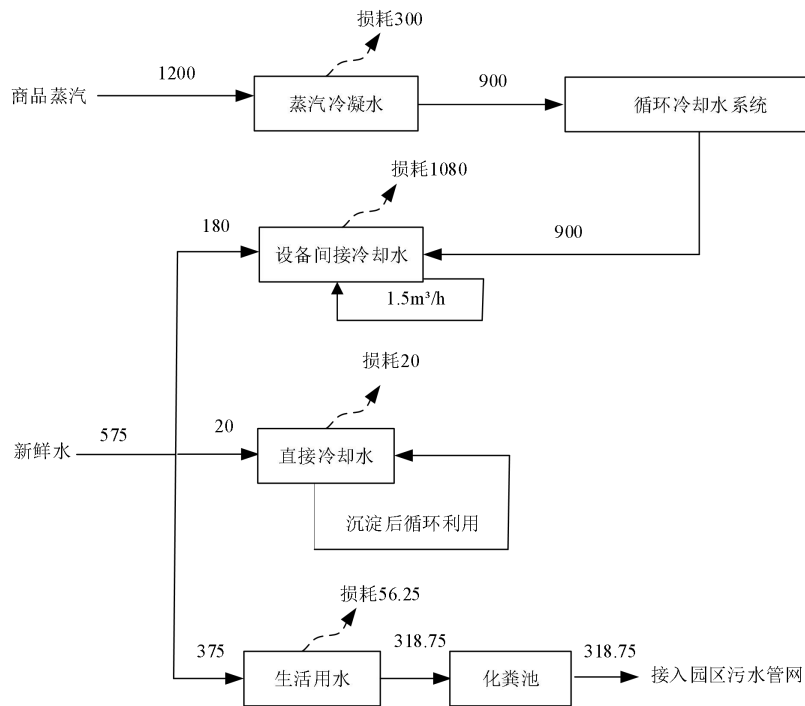 损耗300
商品蒸汽
1200
蒸汽冷凝水
900
循环冷却水系统
损耗1080
180
设备间接冷却水
900
1.5m³/h
损耗20
新鲜水
575
20
直接冷却水
沉淀后循环利用
损耗56.25
375
生活用水
318.75
化粪池
318.75
接入园区污水管网